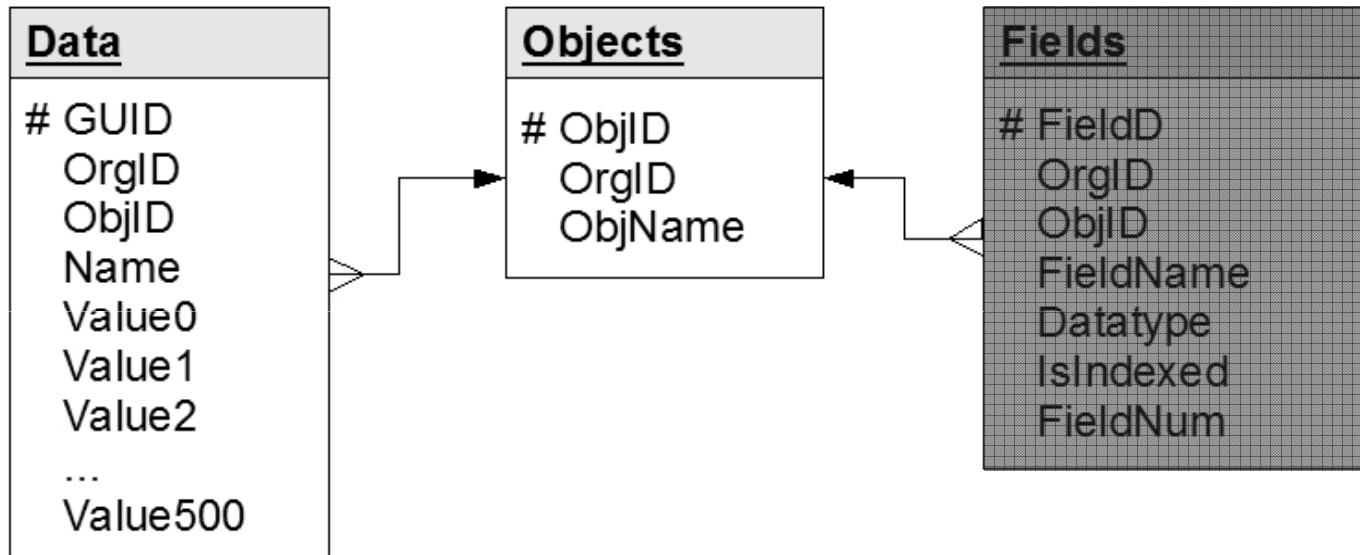 Data
# GUID
OrgID
ObjID
Name
Value0
Value1
Value2
...
Value500
Objects
# ObjID
OrgID
ObjName
Fields
# FieldD
OrgID
ObjID
FieldName
Datatype
IsIndexed
FieldNum